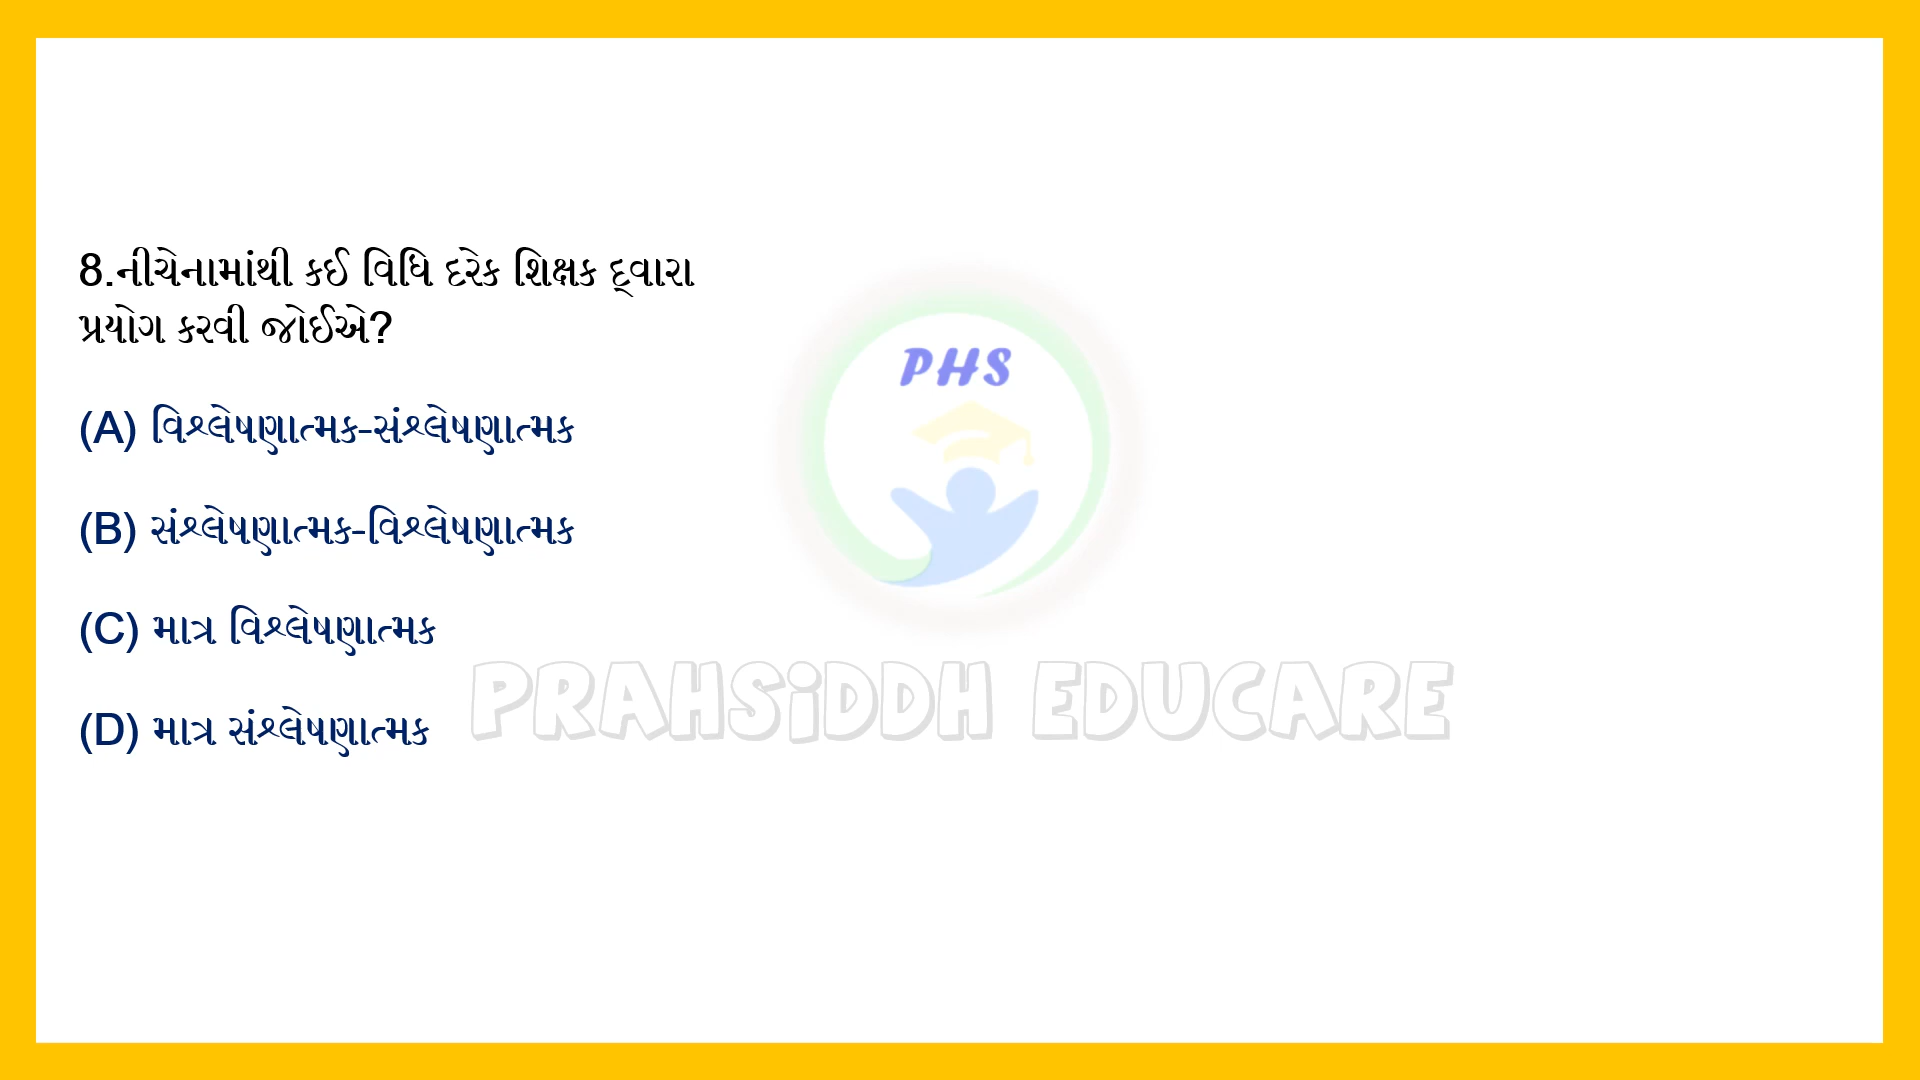 8.નીચેનામાંથી કઈ વિધિ દરેક શિક્ષક દ્‌વારા
પ્રયોગ કરવી જોઈએ?
(A) વિશ્લેષણાત્મક-સંશ્લેષણાત્મક
(B) સંશ્લેષણાત્મક-વિશ્લેષણાત્મક
(C) માત્ર વિશ્લેષણાત્મક
(D) માત્ર સંશ્લેષણાત્મક
PHS
PRAHSiDDH EDUCARE